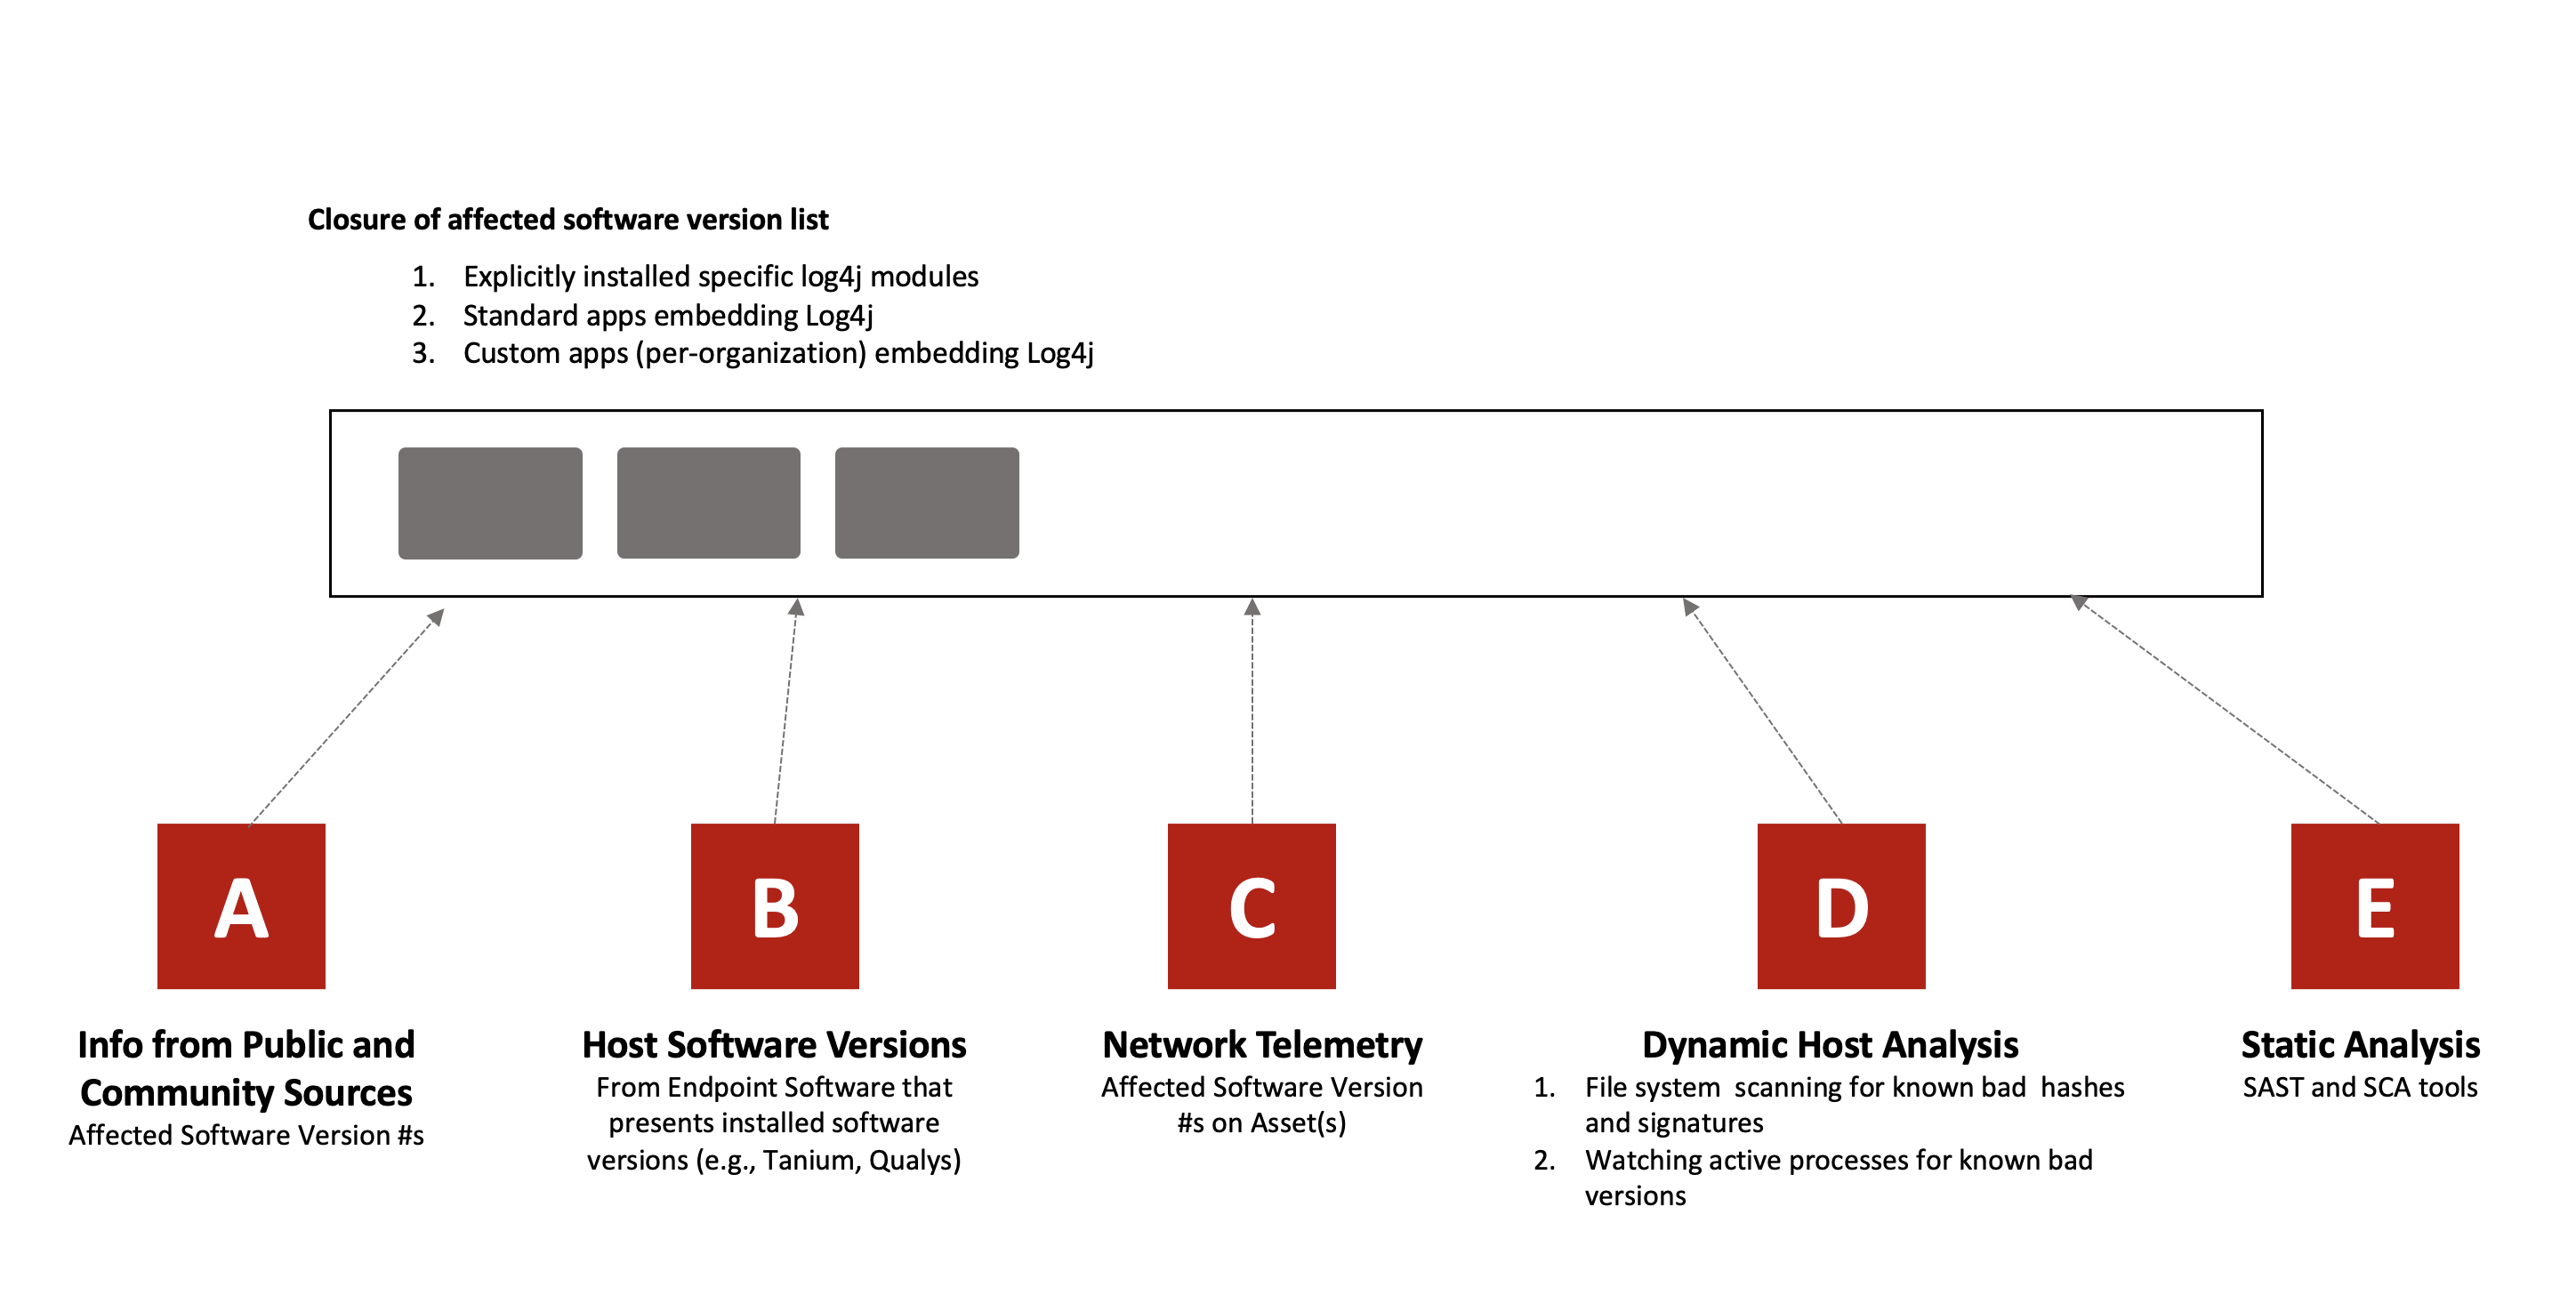 Closure of affected software version list
1. Explicitly installed specific log4j modules
2. Standard apps embedding Log4j
3. Custom apps (per-organization) embedding Log4j
A
Info from Public and
Community Sources
Affected Software Version #s
B
Host Software Versions
From Endpoint Software that
presents installed software
versions (e.g., Tanium, Qualys)
C
Network Telemetry
Affected Software Version
#s on Asset(s)
D
Dynamic Host Analysis
1. File system scanning for known bad hashes
and signatures
2. Watching active processes for known bad
versions
E
Static Analysis
SAST and SCA tools